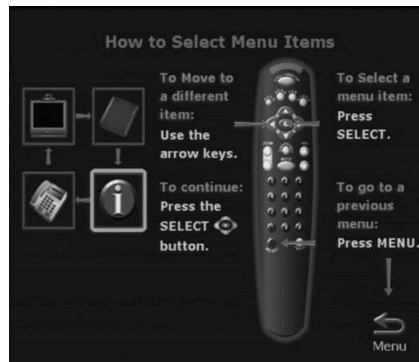 How to Select Menu Items
To Move to
a different
item:
Use the
arrow keys.
To continue:
Press the
SELECT
button.
To Select a
menu item:
Press
SELECT.
To go to a
previous
menu:
Press MENU.
Menu